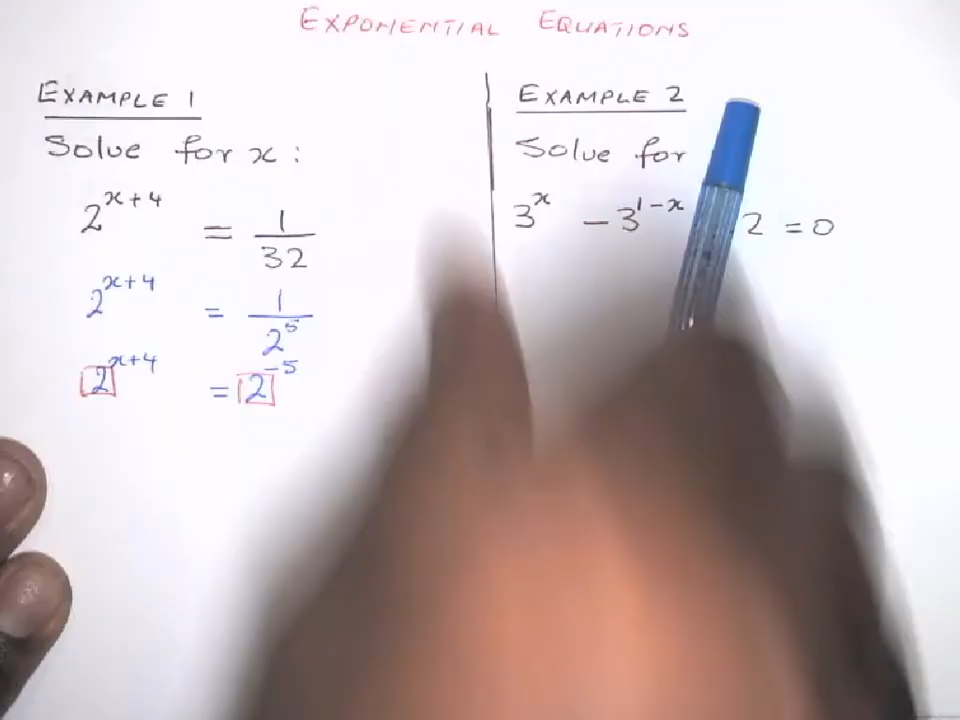 EXPONENTIAL EQUATIONS
EXAMPLE 1
Solve for x :
2^{x+4} = 1/32
2^{x+4} = 1/2^5
2^{x+4} = 2^{-5}
EXAMPLE 2
Solve for
3^x - 3^{1-x} 2 = 0